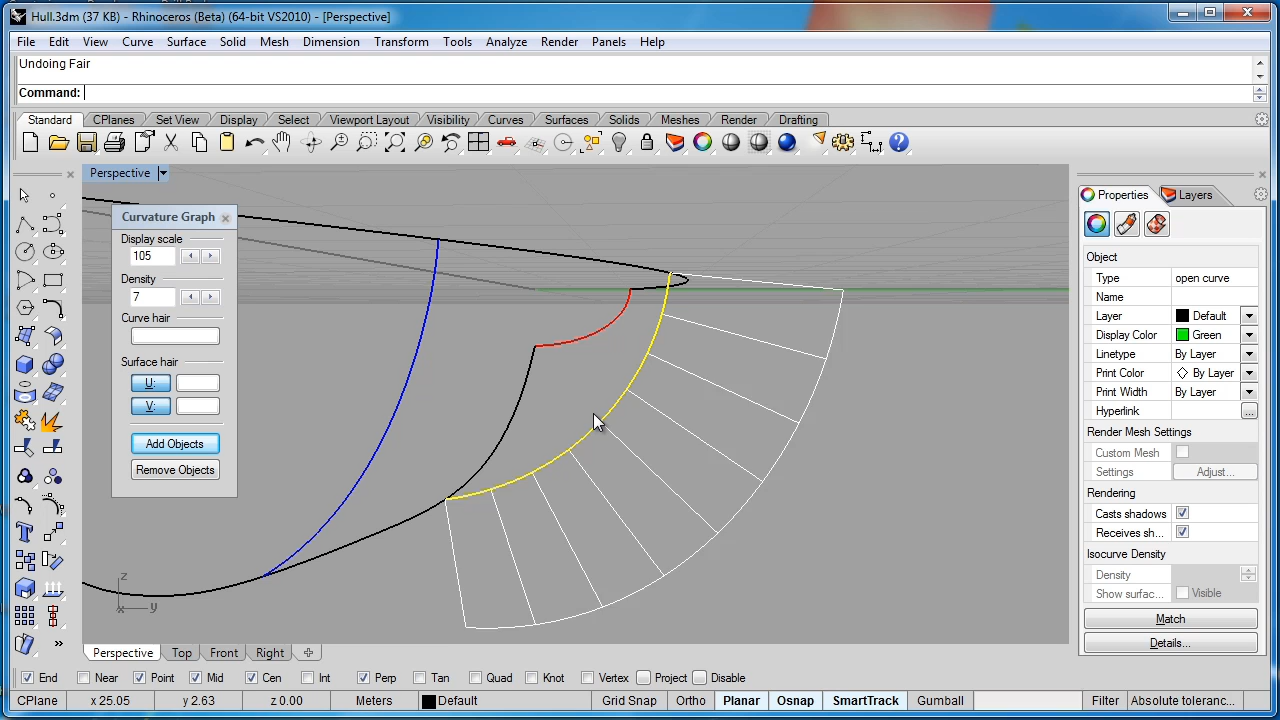 Hull.3dm (37 KB) - Rhinoceros (Beta) (64-bit VS2010) - [Perspective]
File Edit View Curve Surface Solid Mesh Dimension Transform Tools Analyze Render Panels Help
Undoing Fair
Command:
Standard CPlanes Set View Display Select Viewport Layout Visibility Curves Surfaces Solids Meshes Render Drafting
Perspective
Curvature Graph
Display scale
105
Density
7
Curve hair
Surface hair
U:
V:
Add Objects
Remove Objects
z
x y
Properties Layers
Object
Type open curve
Name
Layer Default
Display Color Green
Linetype By Layer
Print Color By Layer
Print Width By Layer
Hyperlink ...
Render Mesh Settings
Custom Mesh
Settings Adjust...
Rendering
Casts shadows
Receives sh...
Isocurve Density
Density
Show surfac... Visible
Match
Details...
Perspective Top Front Right
End Near Point Mid Cen Int Perp Tan Quad Knot Vertex Project Disable
CPlane x 25.05 y 2.63 z 0.00 Meters Default Grid Snap Ortho Planar Osnap SmartTrack Gumball Filter Absolute toleranc...